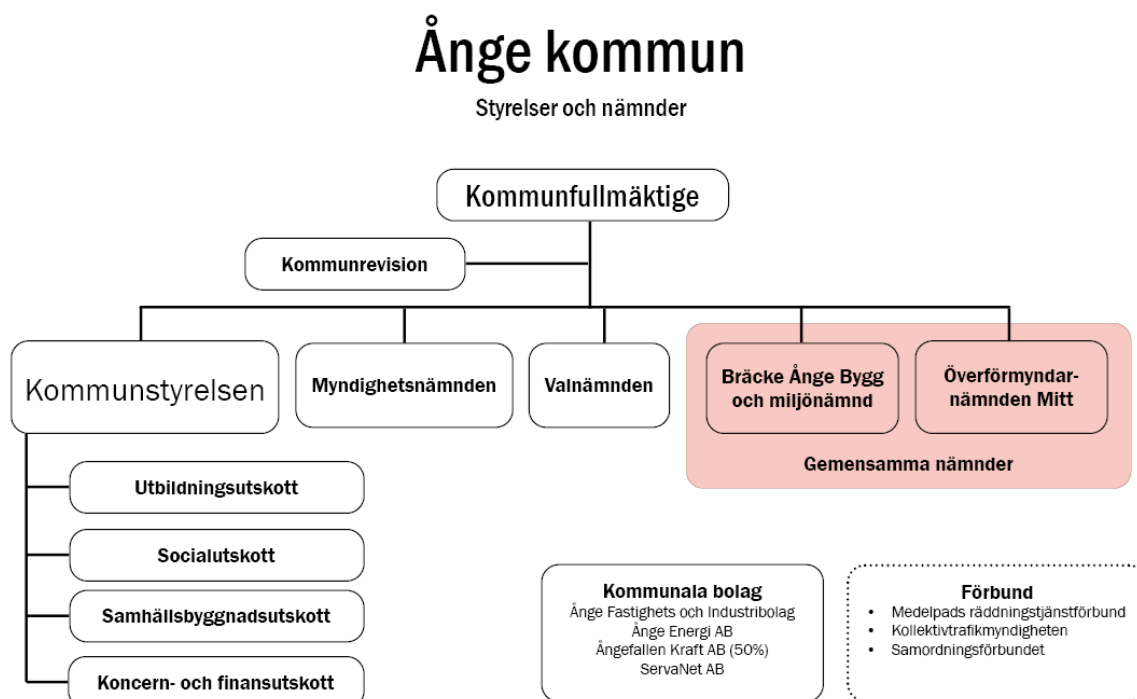 Ånge kommun
Styrelser och nämnder
Kommunfullmäktige
Kommunrevision
Kommunstyrelsen
Myndighetsnämnden
Valnämnden
Bräcke Ånge Bygg
och miljönämnd
Överförmyndar-
nämnden Mitt
Gemensamma nämnder
Utbildningsutskott
Socialutskott
Samhällsbyggnadsutskott
Koncern- och finansutskott
Kommunala bolag
Ånge Fastighets och Industribolag
Ånge Energi AB
Ångefallen Kraft AB (50%)
ServaNet AB
Förbund
• Medelpads räddningstjänstförbund
• Kollektivtrafikmyndigheten
• Samordningsförbundet